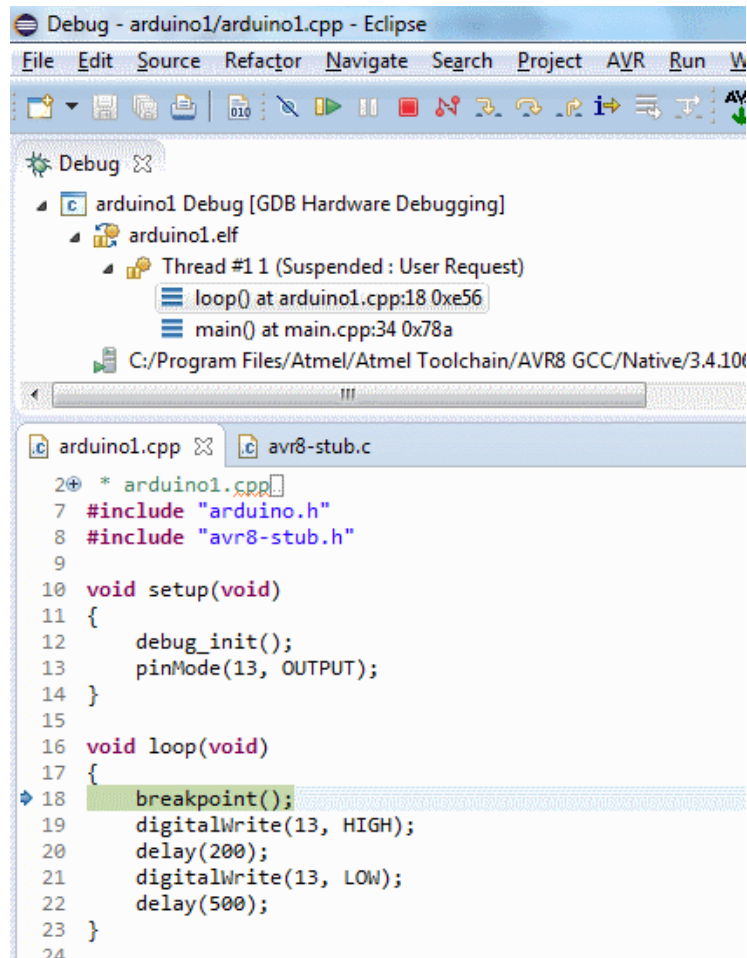 Debug - arduino1/arduino1.cpp - Eclipse
File Edit Source Refactor Navigate Search Project AVR Run W
010 i AV
Debug
c arduino1 Debug [GDB Hardware Debugging]
arduino1.elf
Thread #1 1 (Suspended : User Request)
loop() at arduino1.cpp:18 0xe56
main() at main.cpp:34 0x78a
C:/Program Files/Atmel/Atmel Toolchain/AVR8 GCC/Native/3.4.106
.c arduino1.cpp .c avr8-stub.c
2 * arduino1.cpp
7 #include "arduino.h"
8 #include "avr8-stub.h"
9
10 void setup(void)
11 {
12 debug_init();
13 pinMode(13, OUTPUT);
14 }
15
16 void loop(void)
17 {
18 breakpoint();
19 digitalWrite(13, HIGH);
20 delay(200);
21 digitalWrite(13, LOW);
22 delay(500);
23 }
24